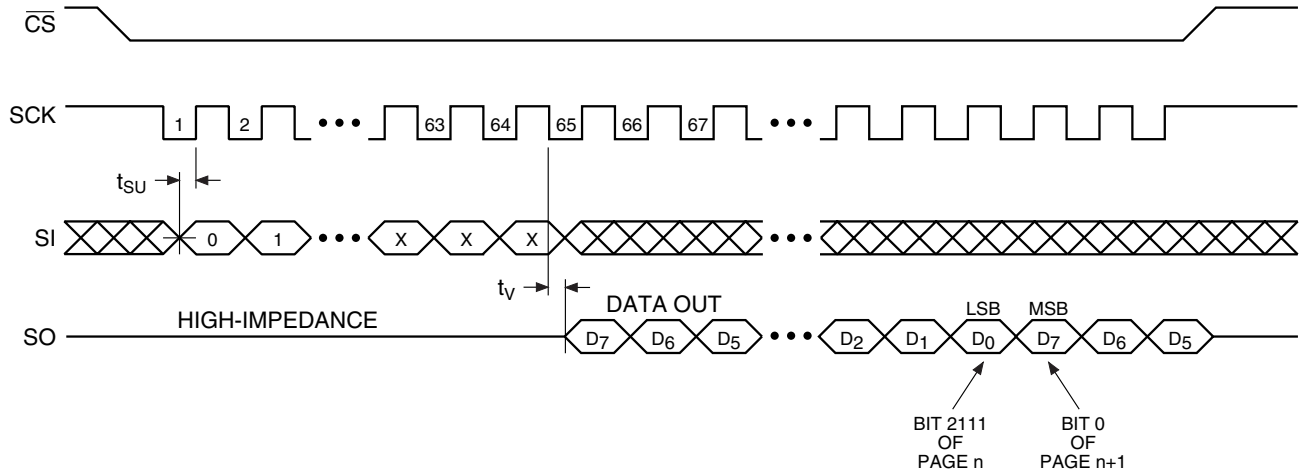 CS
SCK 1 2 ••• 63 64 65 66 67 •••
tSU
SI 0 1 ••• X X X •••
tV
DATA OUT
HIGH-IMPEDANCE
LSB MSB
SO D7 D6 D5 ••• D2 D1 D0 D7 D6 D5
BIT 2111
OF
PAGE n
BIT 0
OF
PAGE n+1